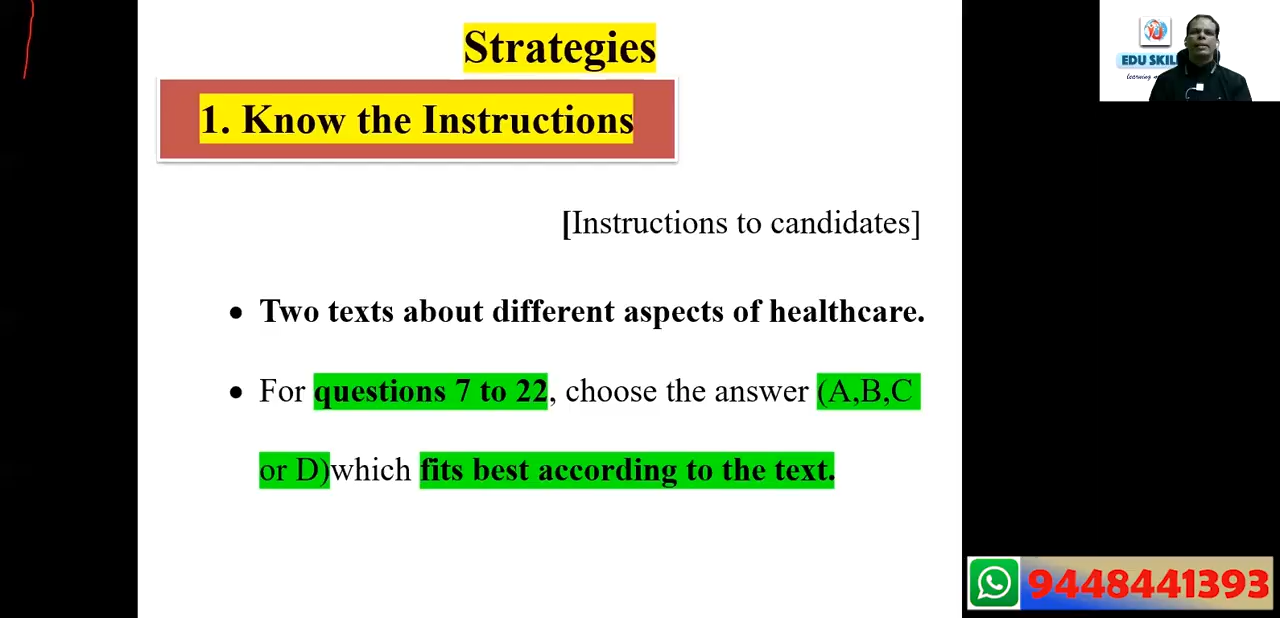 Strategies
1. Know the Instructions
[Instructions to candidates]
• Two texts about different aspects of healthcare.
• For questions 7 to 22, choose the answer (A,B,C
or D)which fits best according to the text.
EDU SKIL
learning
9448441393